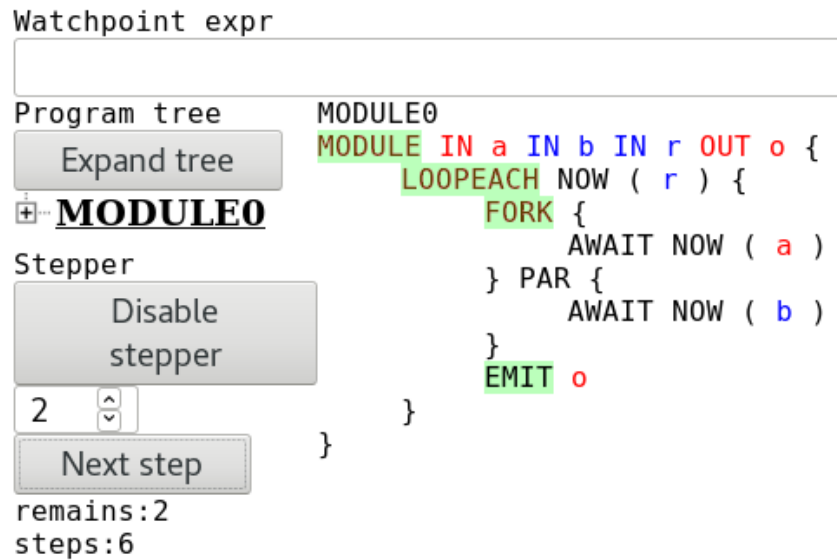 Watchpoint expr
Program tree
Expand tree
MODULE0
Stepper
Disable
stepper
2
Next step
remains:2
steps:6
MODULE0
MODULE IN a IN b IN r OUT o {
LOOPEACH NOW ( r ) {
FORK {
AWAIT NOW ( a )
} PAR {
AWAIT NOW ( b )
}
EMIT o
}
}